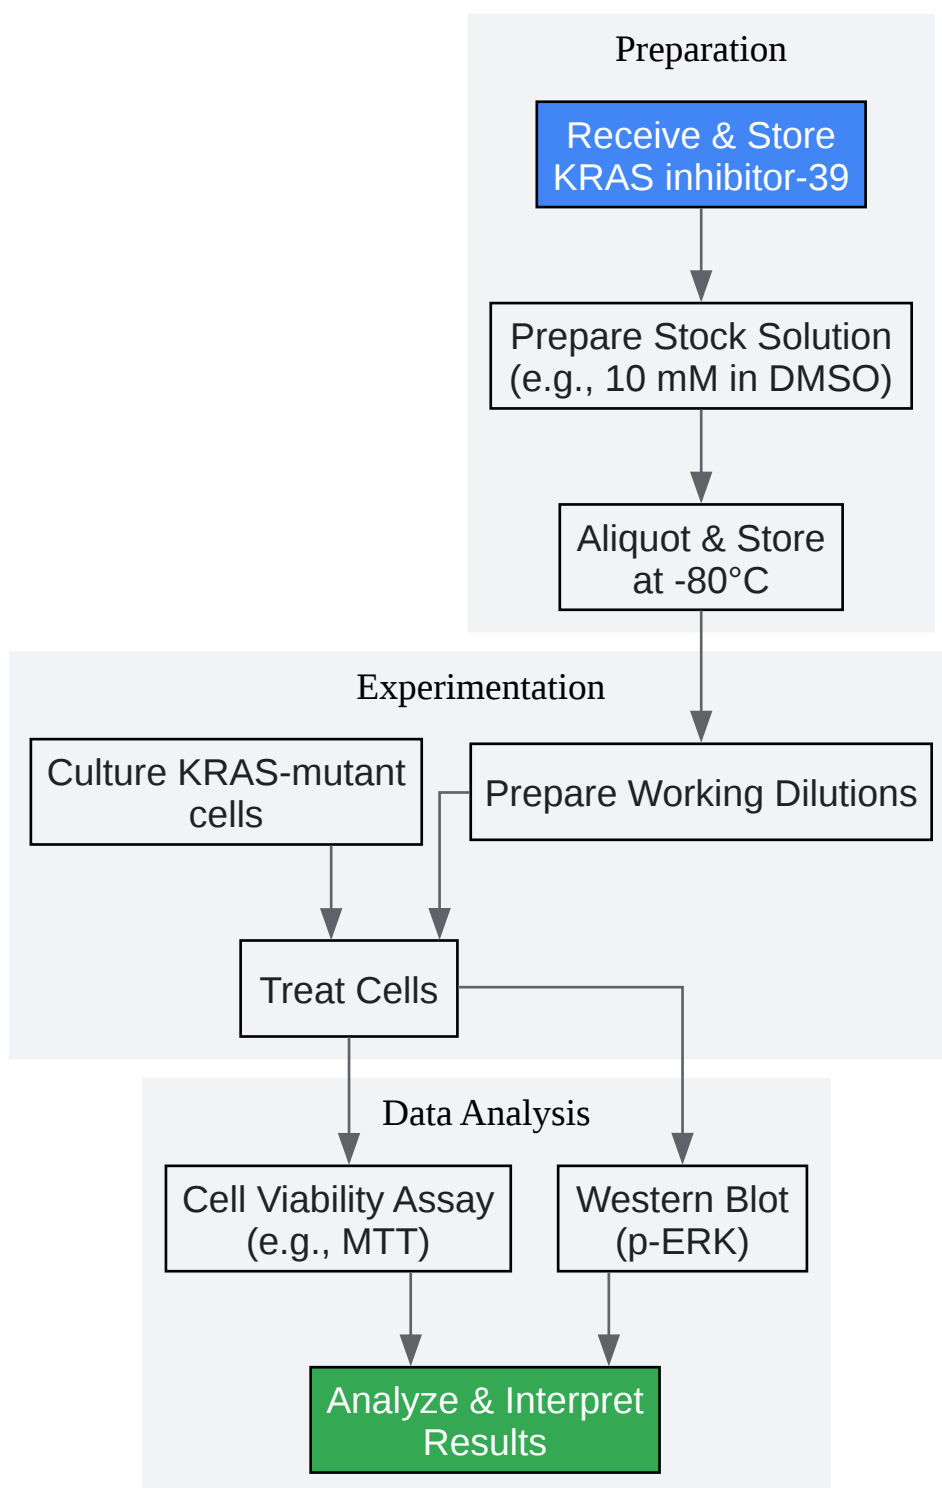 Preparation
Receive & Store
KRAS inhibitor-39
Prepare Stock Solution
(e.g., 10 mM in DMSO)
Aliquot & Store
at -80°C
Experimentation
Culture KRAS-mutant
cells
Prepare Working Dilutions
Treat Cells
Data Analysis
Cell Viability Assay
(e.g., MTT)
Western Blot
(p-ERK)
Analyze & Interpret
Results